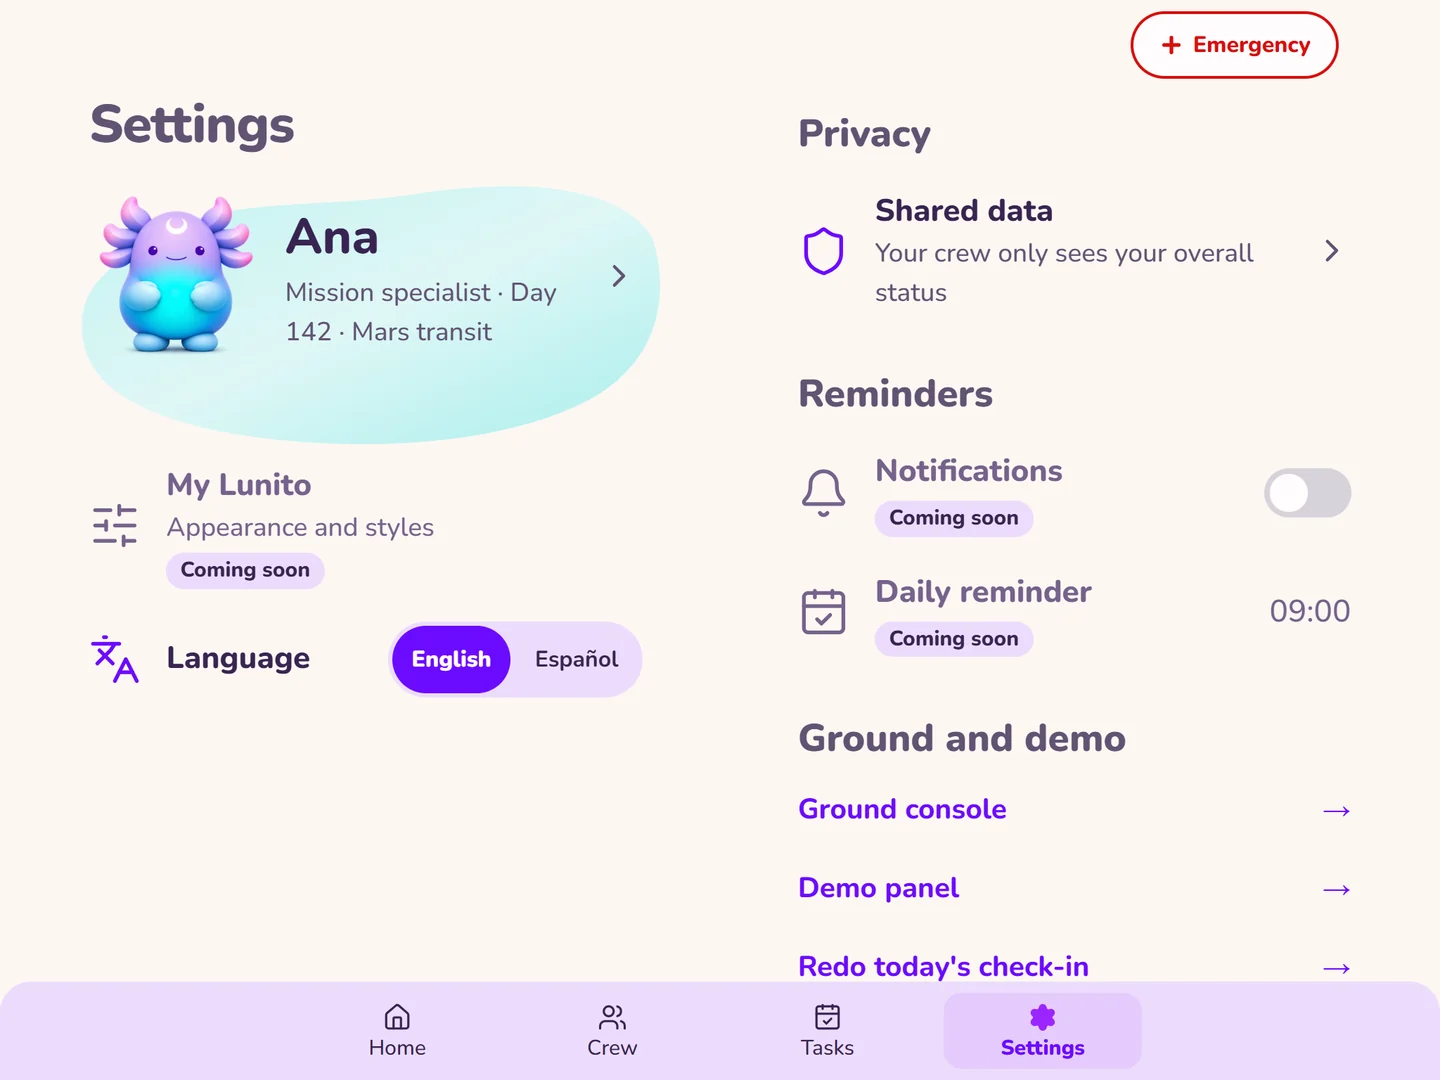 Emergency
Settings
Ana
Mission specialist · Day
142 · Mars transit
My Lunito
Appearance and styles
Coming soon
Language
English
Español
Privacy
Shared data
Your crew only sees your overall
status
Reminders
Notifications
Coming soon
Daily reminder
Coming soon
09:00
Ground and demo
Ground console
Demo panel
Redo today's check-in
Home
Crew
Tasks
Settings